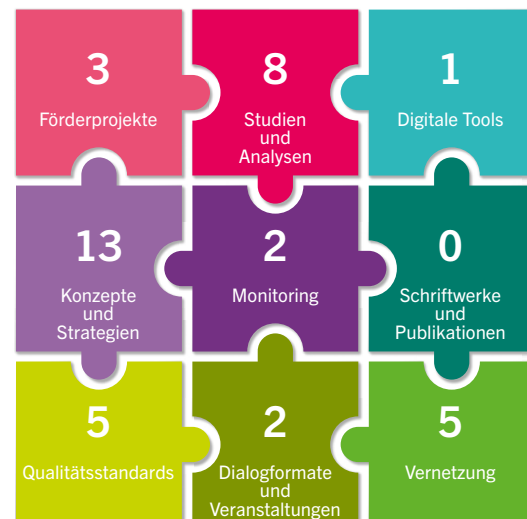 3
Förderprojekte
8
Studien
und
Analysen
1
Digitale Tools
13
Konzepte
und
Strategien
2
Monitoring
0
Schriftwerke
und
Publikationen
5
Qualitätsstandards
2
Dialogformate
und
Veranstaltungen
5
Vernetzung